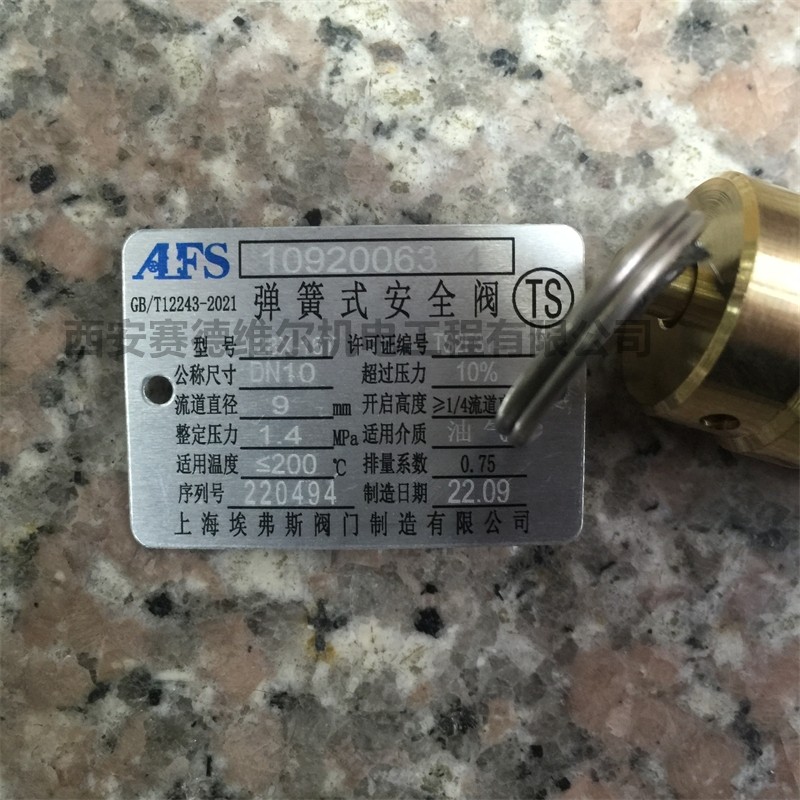 AFS 10920063 4
GB/T12243-2021 弹簧式安全阀 TS
西安赛德维尔机电工程有限公司
型号 许可证编号
公称尺寸 DN10 超过压力 10%
流道直径 9 mm 开启高度 ≥1/4流道
整定压力 1.4 MPa 适用介质 油 气
适用温度 ≤200 ℃ 排量系数 0.75
序列号 220494 制造日期 22.09
上海埃弗斯阀门制造有限公司